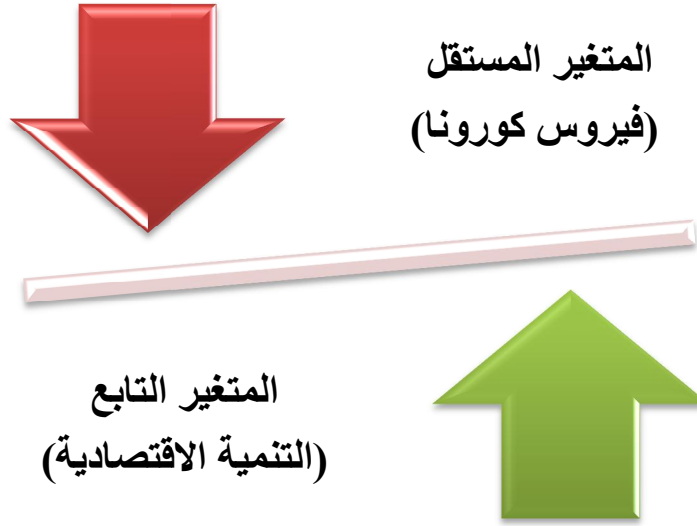 المتغير المستقل
(فيروس كورونا)
المتغير التابع
(التنمية الاقتصادية)